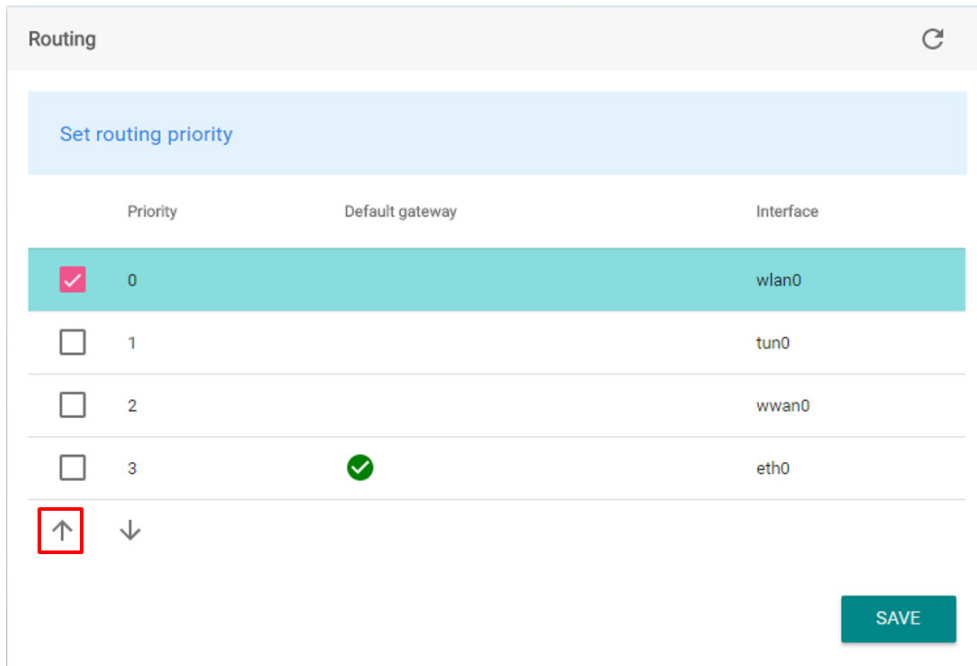 Routing
Set routing priority
Priority Default gateway Interface
0 wlan0
1 tun0
2 wwan0
3 eth0
SAVE